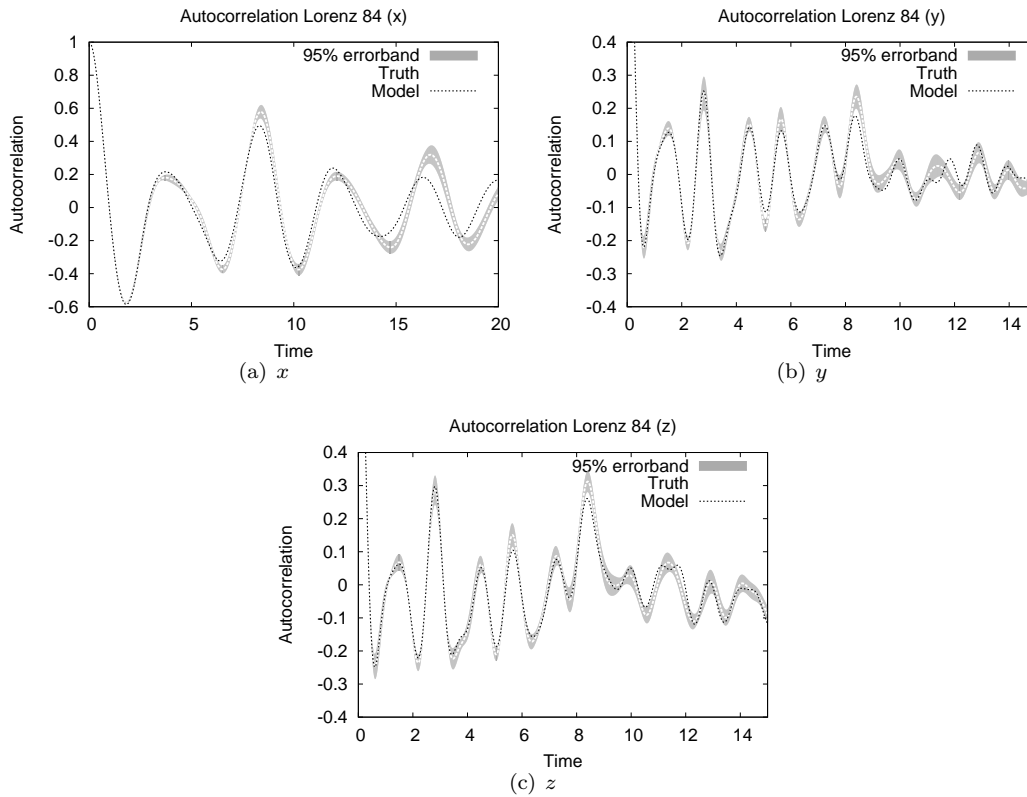 Autocorrelation Lorenz 84 (x)
1
0.8
0.6
0.4
0.2
0
-0.2
-0.4
-0.6
Autocorrelation
95% errorband
Truth
Model
0 5 10 15 20
Time
(a) x
Autocorrelation Lorenz 84 (y)
0.4
0.3
0.2
0.1
0
-0.1
-0.2
-0.3
-0.4
Autocorrelation
95% errorband
Truth
Model
0 2 4 6 8 10 12 14
Time
(b) y
Autocorrelation Lorenz 84 (z)
0.4
0.3
0.2
0.1
0
-0.1
-0.2
-0.3
-0.4
Autocorrelation
95% errorband
Truth
Model
0 2 4 6 8 10 12 14
Time
(c) z